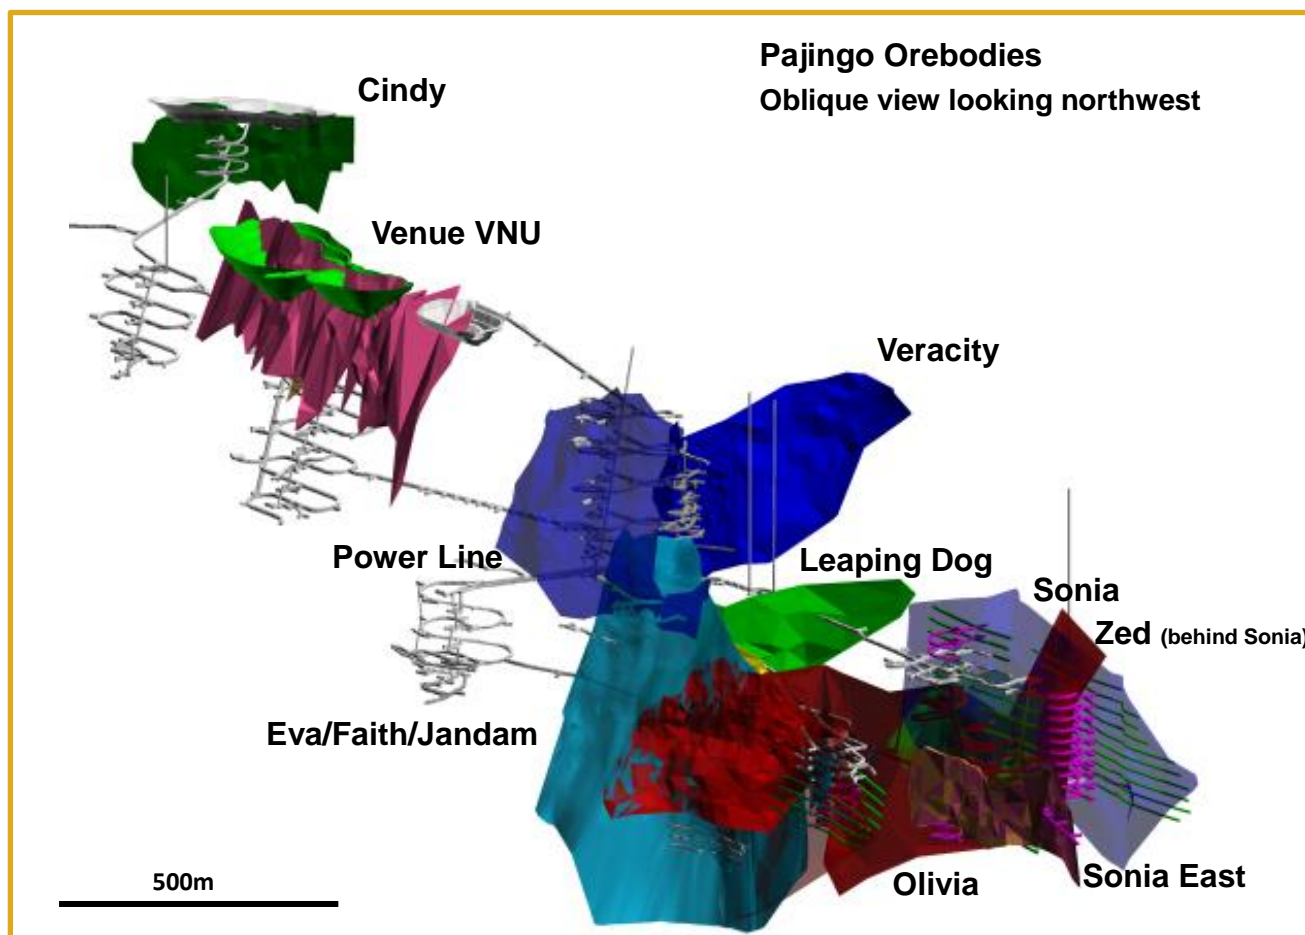 Pajingo Orebodies
Oblique view looking northwest
Cindy
Venue VNU
Veracity
Power Line
Leaping Dog
Sonia
Zed (behind Sonia)
Eva/Faith/Jandam
Olivia
Sonia East
500m